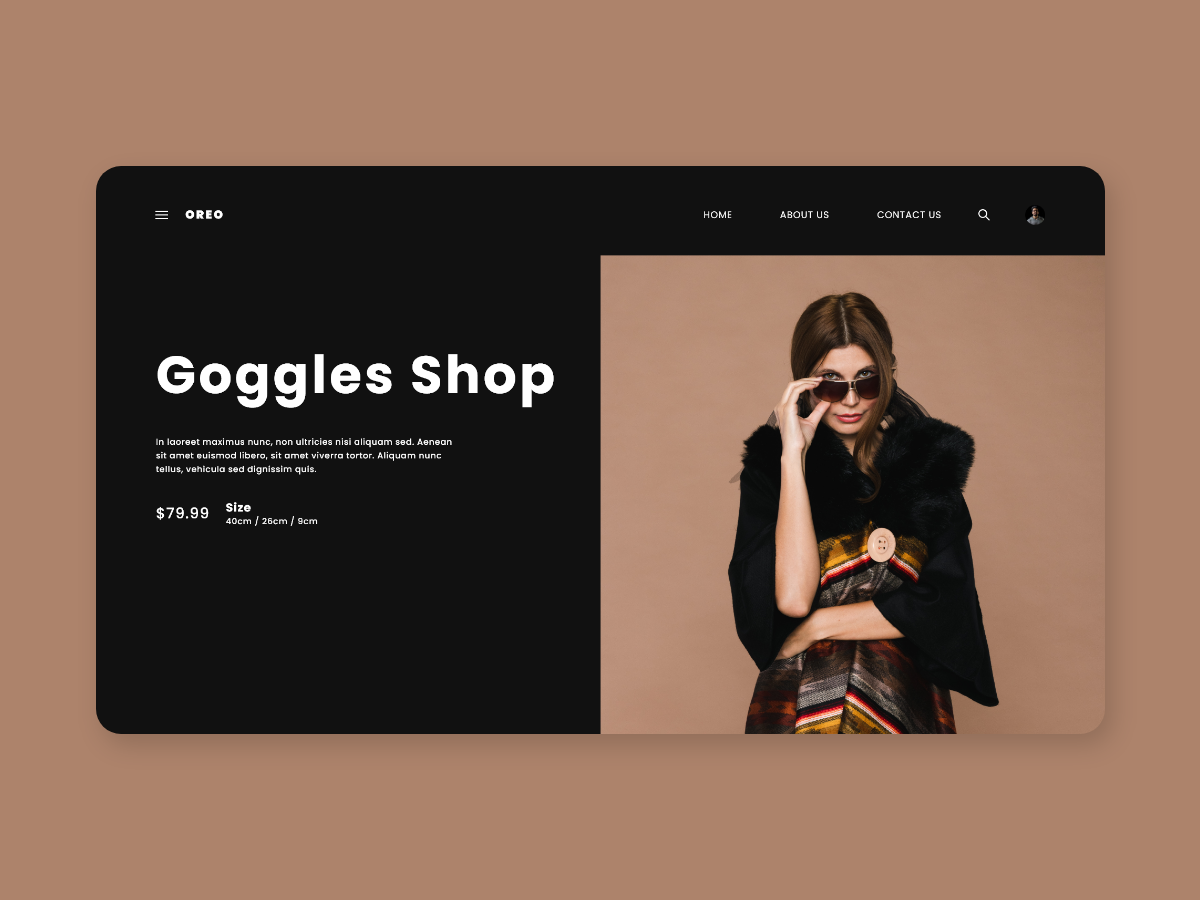 OREO
HOME
ABOUT US
CONTACT US
Goggles Shop
In laoreet maximus nunc, non ultricies nisi aliquam sed. Aenean
sit amet euismod libero, sit amet viverra tortor. Aliquam nunc
tellus, vehicula sed dignissim quis.
$79.99
Size
40cm / 26cm / 9cm